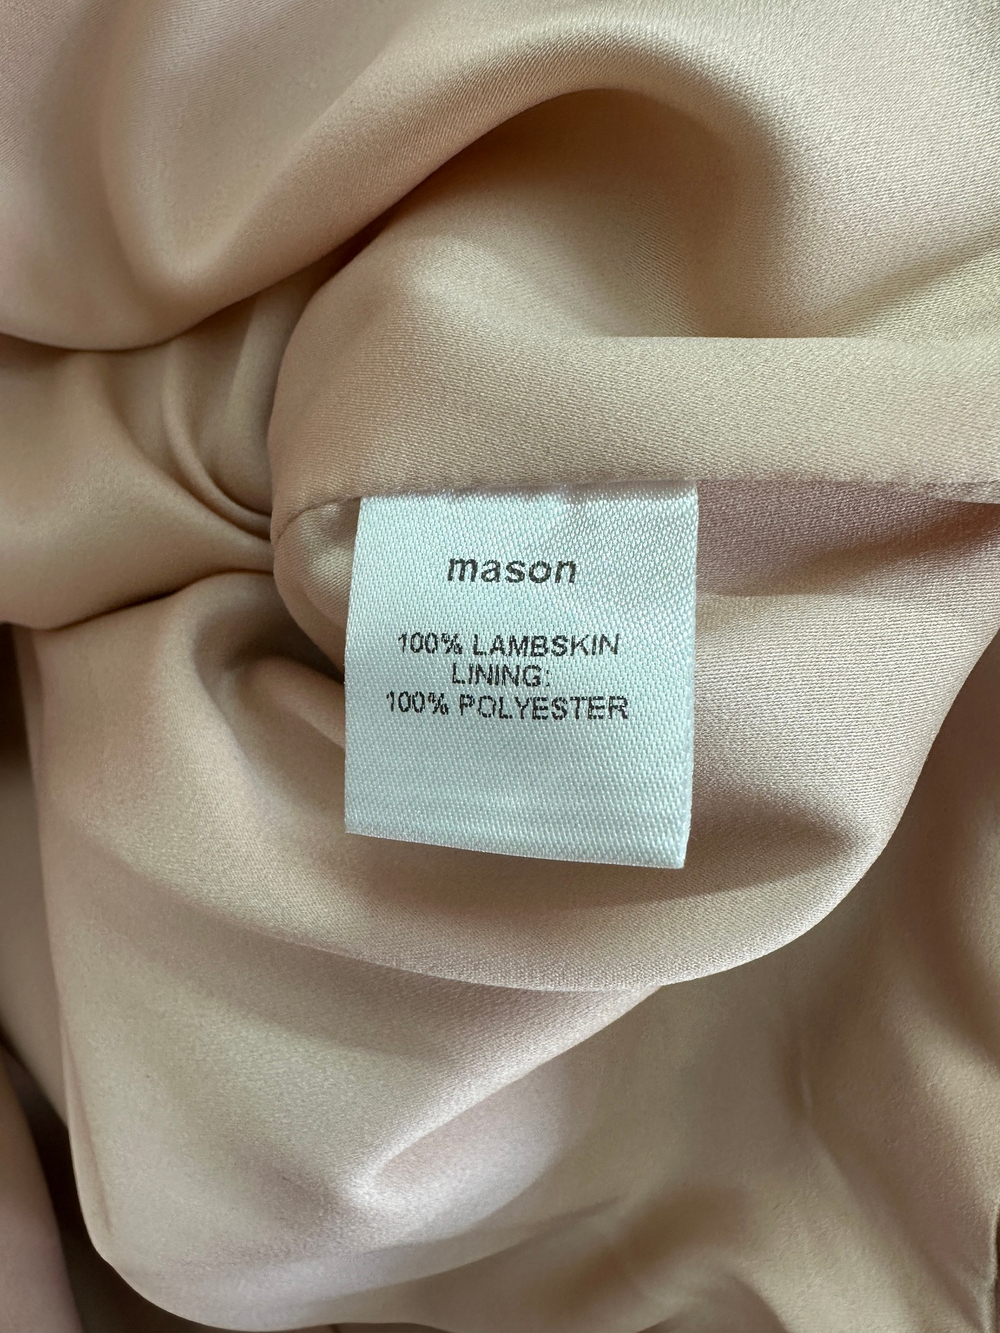 mason
100% LAMBSKIN
LINING:
100% POLYESTER